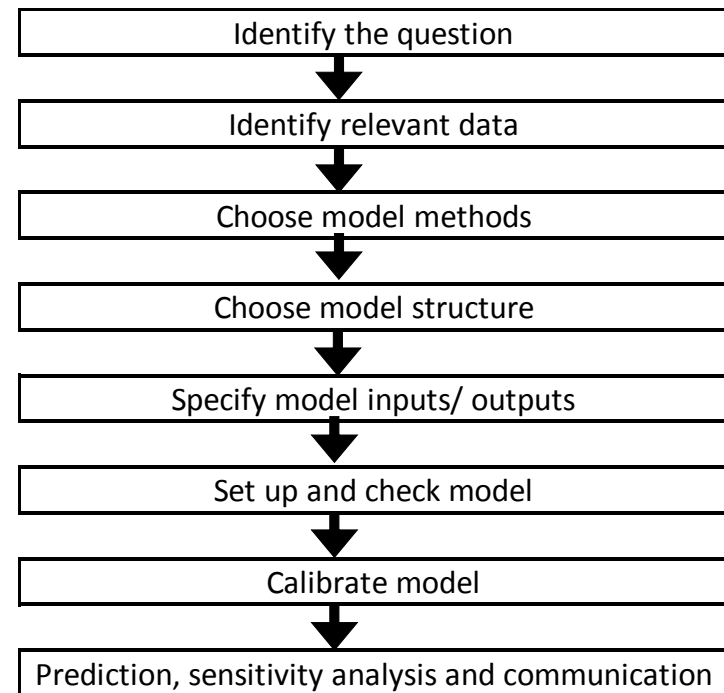 Identify the question
Identify relevant data
Choose model methods
Choose model structure
Specify model inputs/ outputs
Set up and check model
Calibrate model
Prediction, sensitivity analysis and communication